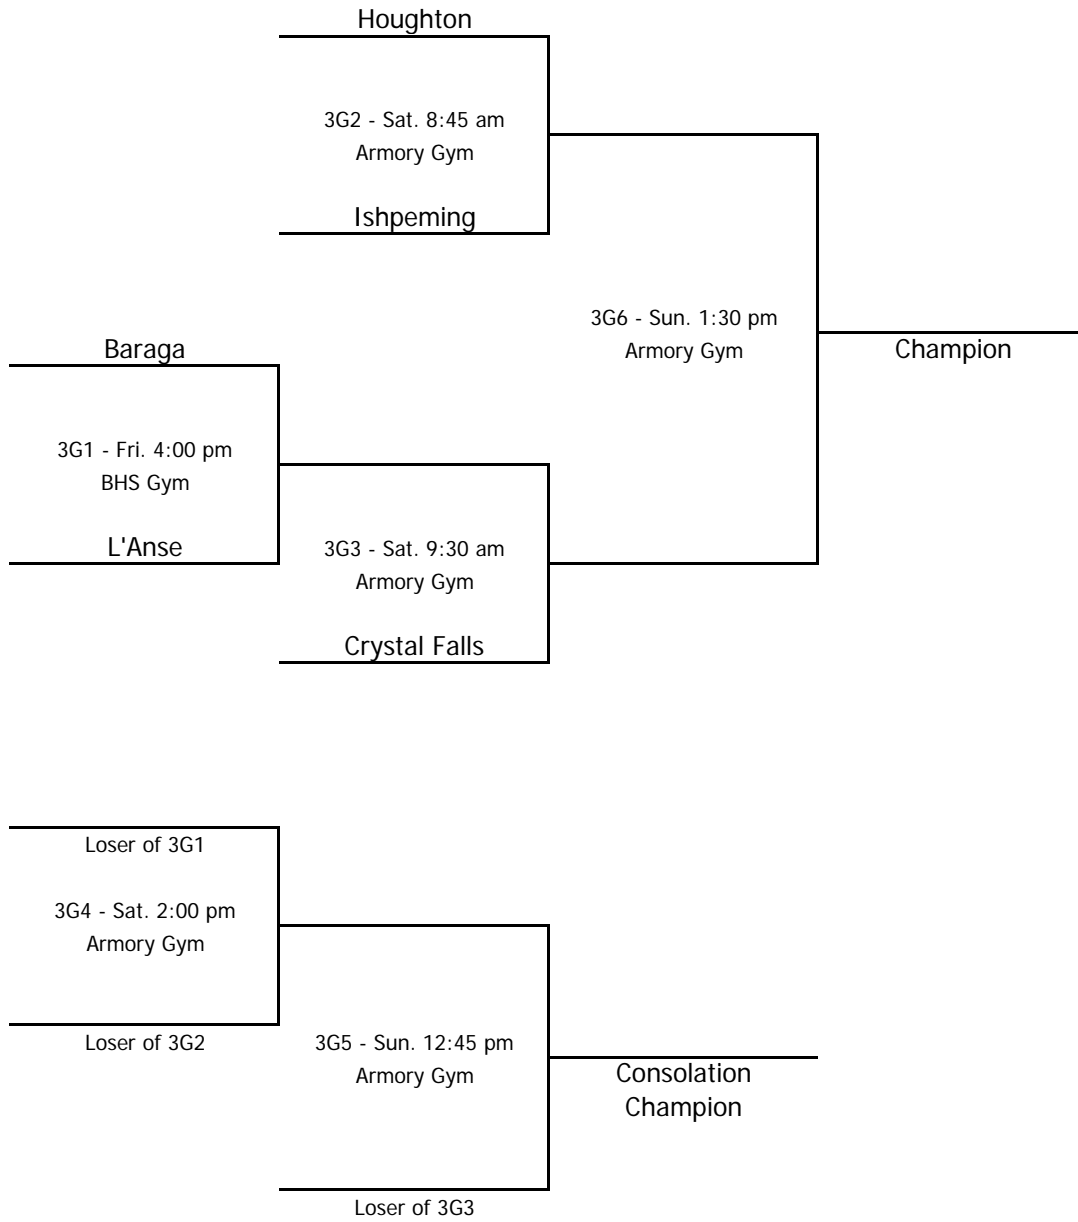 Houghton
3G2 - Sat. 8:45 am
Armory Gym
Ishpeming
3G6 - Sun. 1:30 pm
Armory Gym
Champion
Baraga
3G1 - Fri. 4:00 pm
BHS Gym
L'Anse
3G3 - Sat. 9:30 am
Armory Gym
Crystal Falls
Loser of 3G1
3G4 - Sat. 2:00 pm
Armory Gym
Loser of 3G2
3G5 - Sun. 12:45 pm
Armory Gym
Consolation
Champion
Loser of 3G3